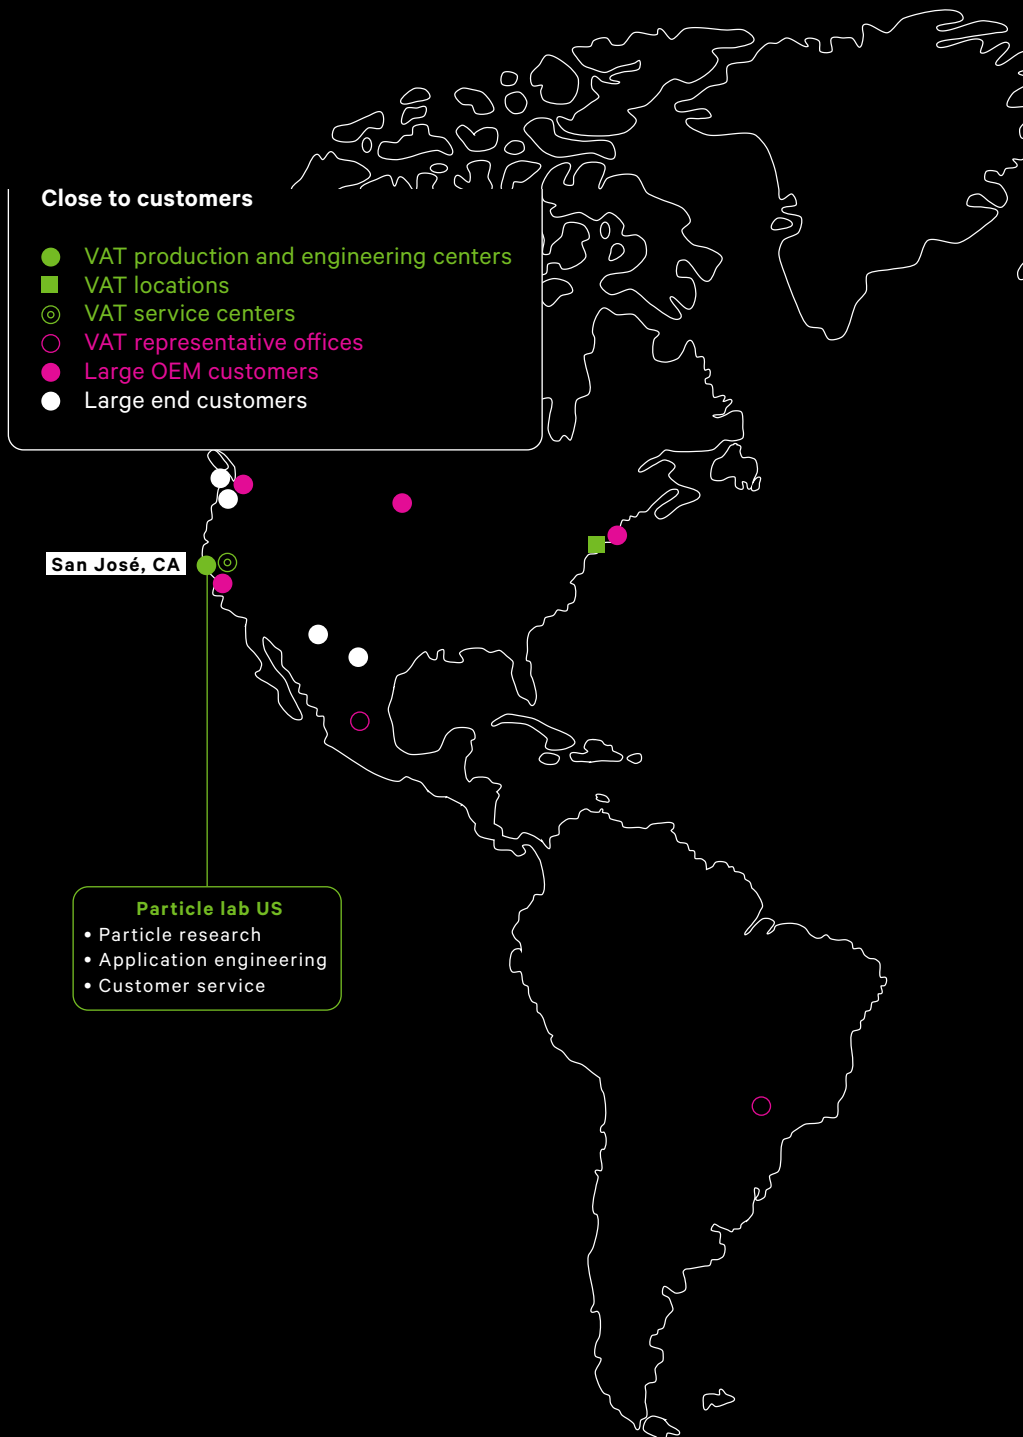 Close to customers
VAT production and engineering centers
VAT locations
VAT service centers
VAT representative offices
Large OEM customers
Large end customers
San José, CA
Particle lab US
• Particle research
• Application engineering
• Customer service